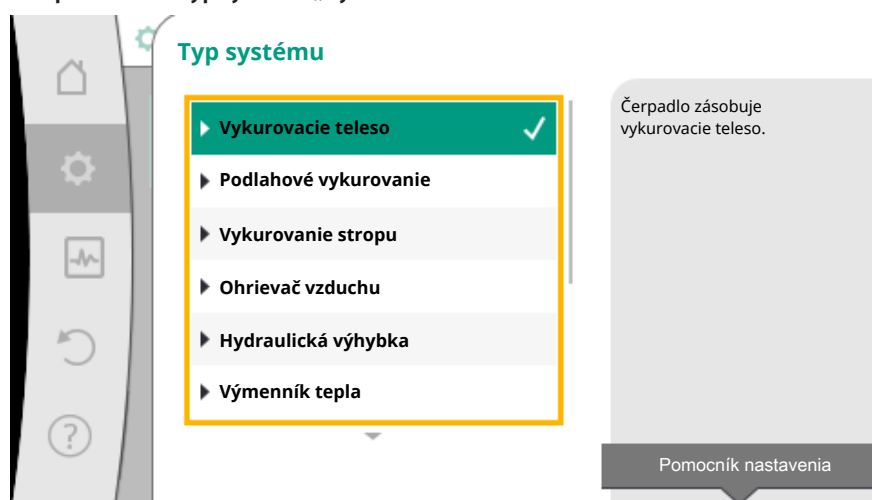 Typ systému
Vykurovacie teleso
Podlahové vykurovanie
Vykurovanie stropu
Ohrievač vzduchu
Hydraulická výhybka
Výmenník tepla
Čerpadlo zásobuje
vykurovacie teleso.
Pomocník nastavenia
?